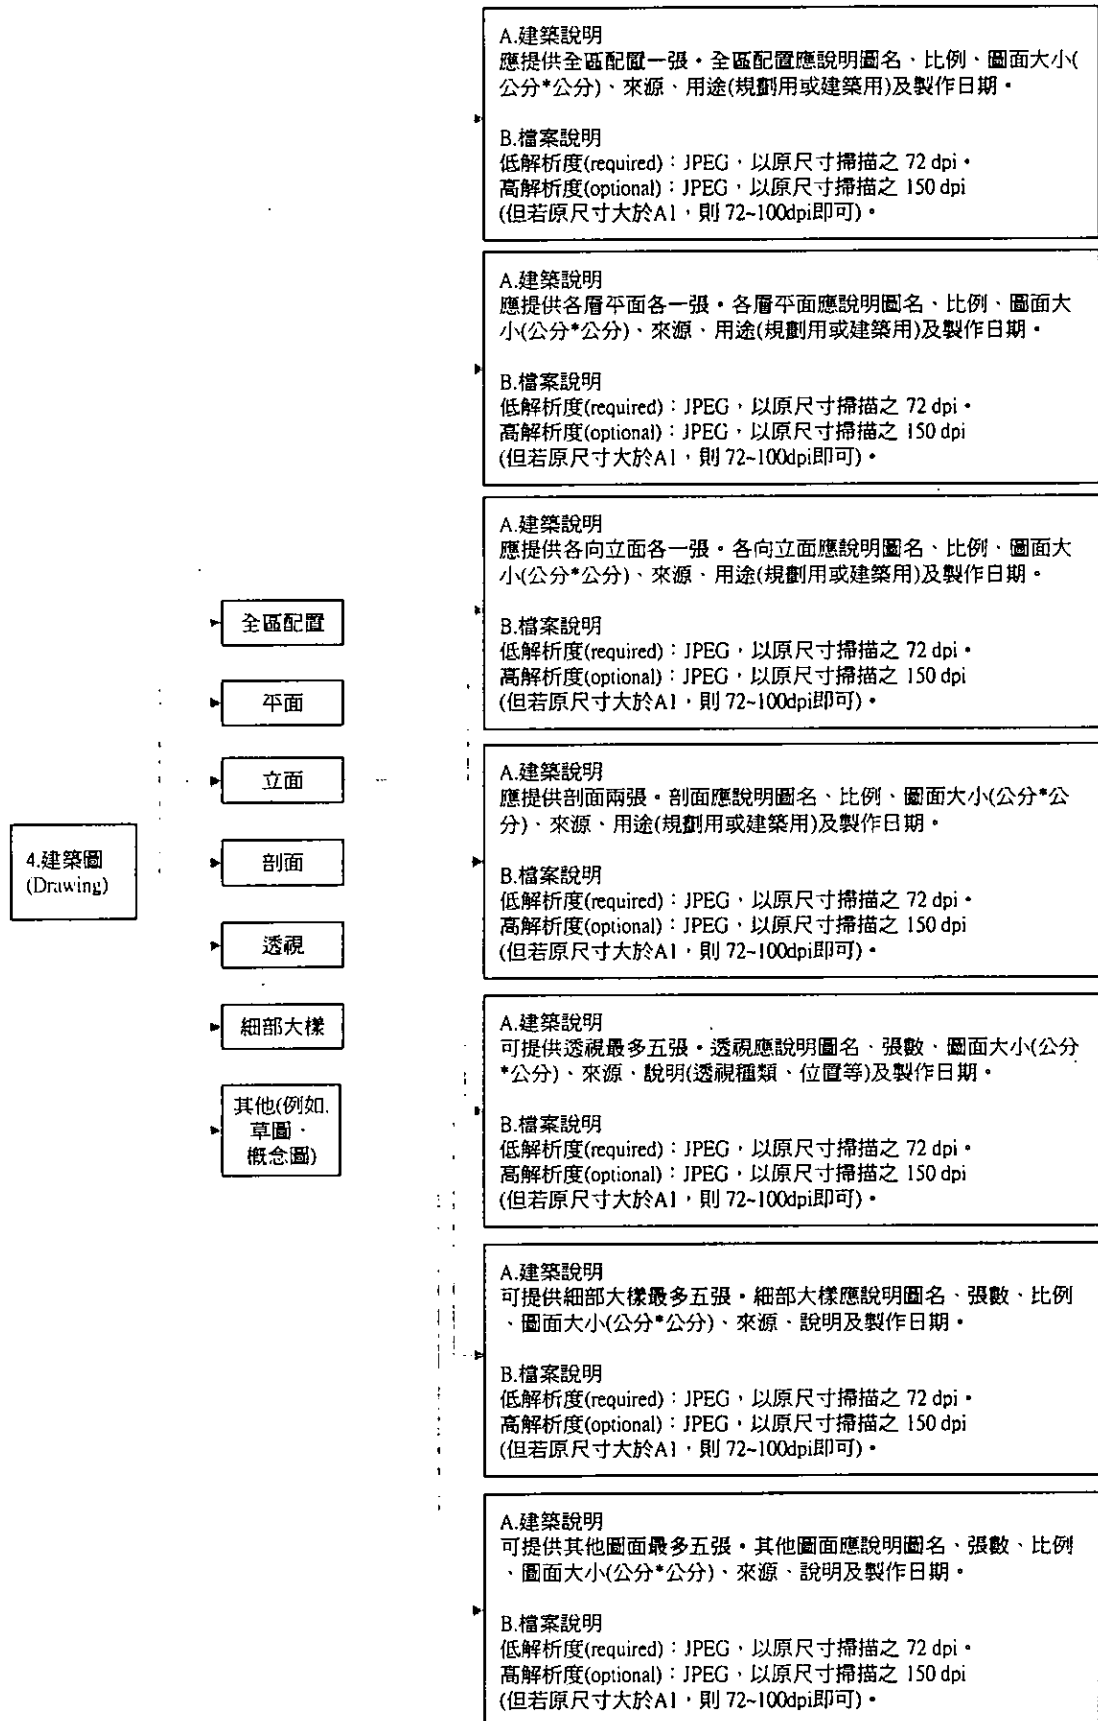 4.建築圖
(Drawing)
全區配置
平面
立面
剖面
透視
細部大樣
其他(例如.
草圖、
概念圖)
A.建築說明
應提供全區配置一張。全區配置應說明圖名、比例、圖面大小(
公分*公分)、來源、用途(規劃用或建築用)及製作日期。
B.檔案說明
低解析度(required)：JPEG，以原尺寸掃描之 72 dpi。
高解析度(optional)：JPEG，以原尺寸掃描之 150 dpi
(但若原尺寸大於A1，則 72~100dpi即可)。
A.建築說明
應提供各層平面各一張。各層平面應說明圖名、比例、圖面大
小(公分*公分)、來源、用途(規劃用或建築用)及製作日期。
B.檔案說明
低解析度(required)：JPEG，以原尺寸掃描之 72 dpi。
高解析度(optional)：JPEG，以原尺寸掃描之 150 dpi
(但若原尺寸大於A1，則 72~100dpi即可)。
A.建築說明
應提供各向立面各一張。各向立面應說明圖名、比例、圖面大
小(公分*公分)、來源、用途(規劃用或建築用)及製作日期。
B.檔案說明
低解析度(required)：JPEG，以原尺寸掃描之 72 dpi。
高解析度(optional)：JPEG，以原尺寸掃描之 150 dpi
(但若原尺寸大於A1，則 72~100dpi即可)。
A.建築說明
應提供剖面兩張。剖面應說明圖名、比例、圖面大小(公分*公
分)、來源、用途(規劃用或建築用)及製作日期。
B.檔案說明
低解析度(required)：JPEG，以原尺寸掃描之 72 dpi。
高解析度(optional)：JPEG，以原尺寸掃描之 150 dpi
(但若原尺寸大於A1，則 72~100dpi即可)。
A.建築說明
可提供透視最多五張。透視應說明圖名、張數、圖面大小(公分
*公分)、來源、說明(透視種類、位置等)及製作日期。
B.檔案說明
低解析度(required)：JPEG，以原尺寸掃描之 72 dpi。
高解析度(optional)：JPEG，以原尺寸掃描之 150 dpi
(但若原尺寸大於A1，則 72~100dpi即可)。
A.建築說明
可提供細部大樣最多五張。細部大樣應說明圖名、張數、比例
、圖面大小(公分*公分)、來源、說明及製作日期。
B.檔案說明
低解析度(required)：JPEG，以原尺寸掃描之 72 dpi。
高解析度(optional)：JPEG，以原尺寸掃描之 150 dpi
(但若原尺寸大於A1，則 72~100dpi即可)。
A.建築說明
可提供其他圖面最多五張。其他圖面應說明圖名、張數、比例
、圖面大小(公分*公分)、來源、說明及製作日期。
B.檔案說明
低解析度(required)：JPEG，以原尺寸掃描之 72 dpi。
高解析度(optional)：JPEG，以原尺寸掃描之 150 dpi
(但若原尺寸大於A1，則 72~100dpi即可)。